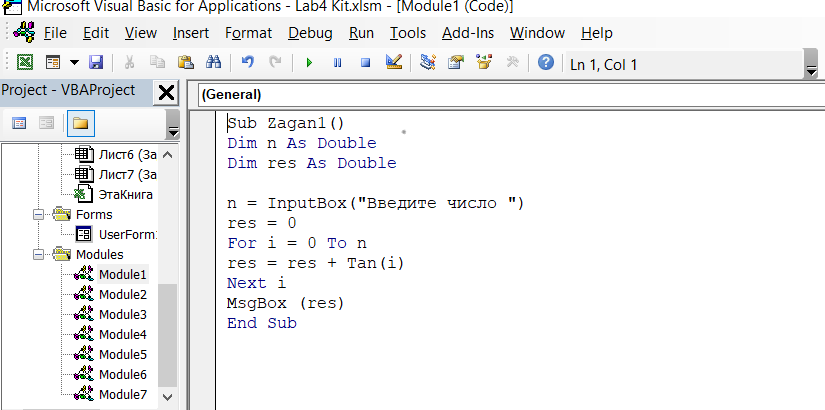 Microsoft Visual Basic for Applications - Lab4 Kit.xlsm - [Module1 (Code)]
File Edit View Insert Format Debug Run Tools Add-Ins Window Help
Ln 1, Col 1
Project - VBAProject
(General)
Лист6 (За
Лист7 (За
ЭтаКнига
Forms
UserForm1
Modules
Module1
Module2
Module3
Module4
Module5
Module6
Module7
Sub Zagan1()
Dim n As Double
Dim res As Double
n = InputBox("Введите число ")
res = 0
For i = 0 To n
res = res + Tan(i)
Next i
MsgBox (res)
End Sub